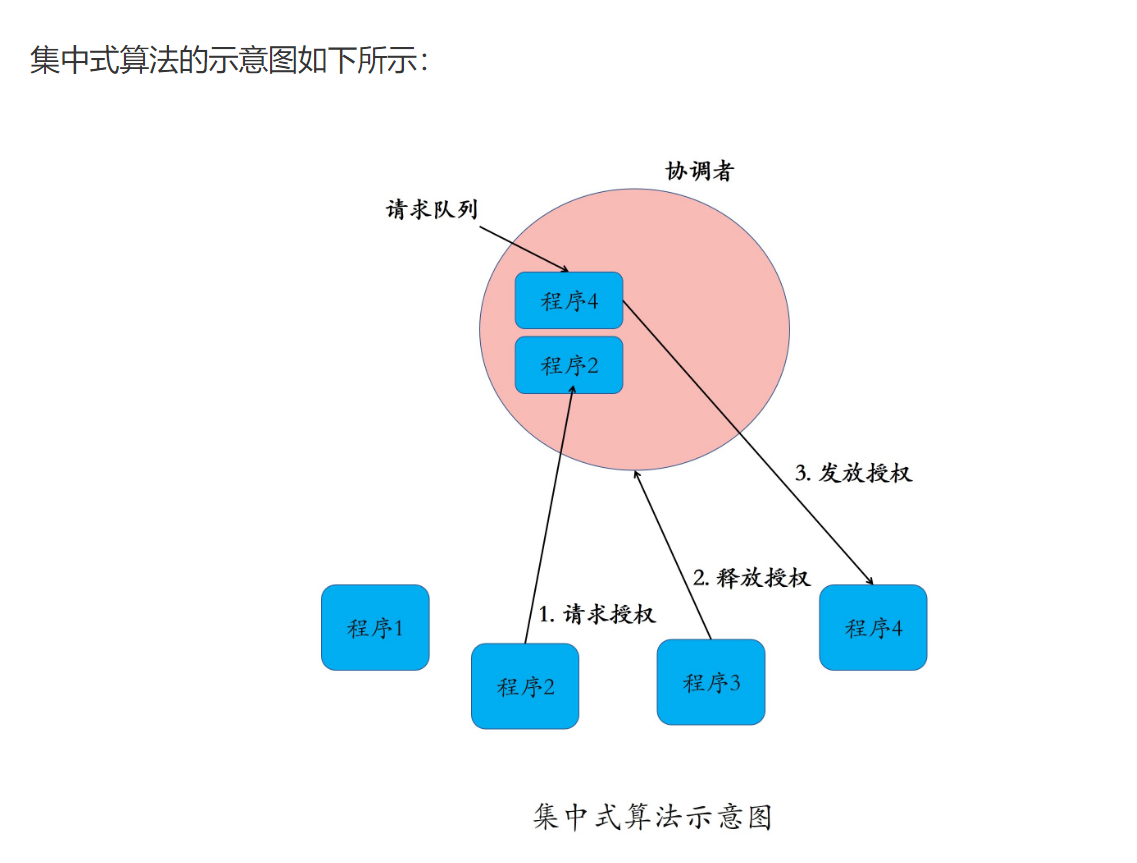 集中式算法的示意图如下所示：
协调者
请求队列
程序4
程序2
3. 发放授权
2. 释放授权
1. 请求授权
程序1
程序2
程序3
程序4
集中式算法示意图